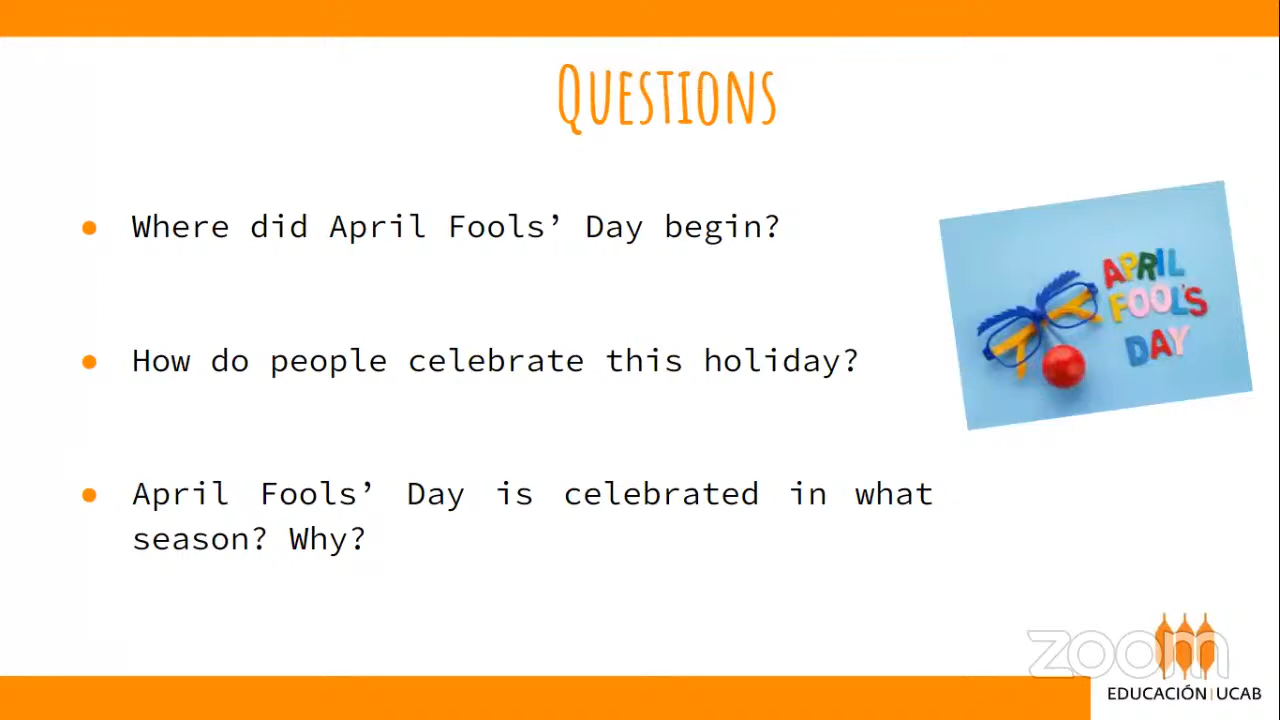 QUESTIONS
● Where did April Fools’ Day begin?
● How do people celebrate this holiday?
● April Fools’ Day is celebrated in what
season? Why?
APRIL
FOOL'S
DAY
zoom
EDUCACIÓN | UCAB